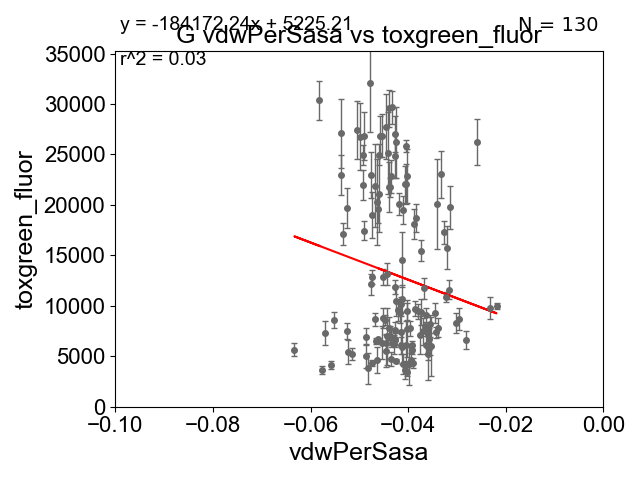 y = -184172.24x + 5225.21
N = 130
G vdwPerSasa vs toxgreen_fluor
r^2 = 0.03
35000
30000
25000
20000
15000
10000
5000
0
toxgreen_fluor
−0.10 −0.08 −0.06 −0.04 −0.02 0.00
vdwPerSasa